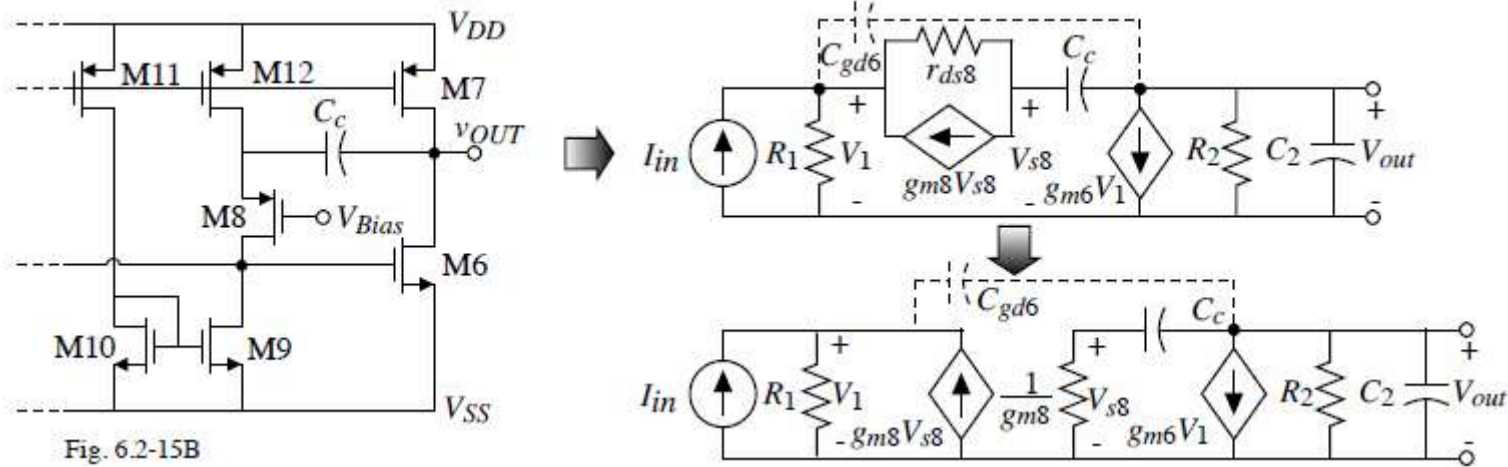 V_DD
M11
M12
M7
C_c
v_OUT
M8
V_Bias
M6
M10
M9
V_SS
Fig. 6.2-15B
C_gd6
r_ds8
C_c
I_in
R_1
+
V_1
-
g_m8V_s8
+
V_s8
-
g_m6V_1
R_2
C_2
+
V_out
-
C_gd6
C_c
I_in
R_1
+
V_1
-
g_m8V_s8
1
g_m8
+
V_s8
-
g_m6V_1
R_2
C_2
+
V_out
-